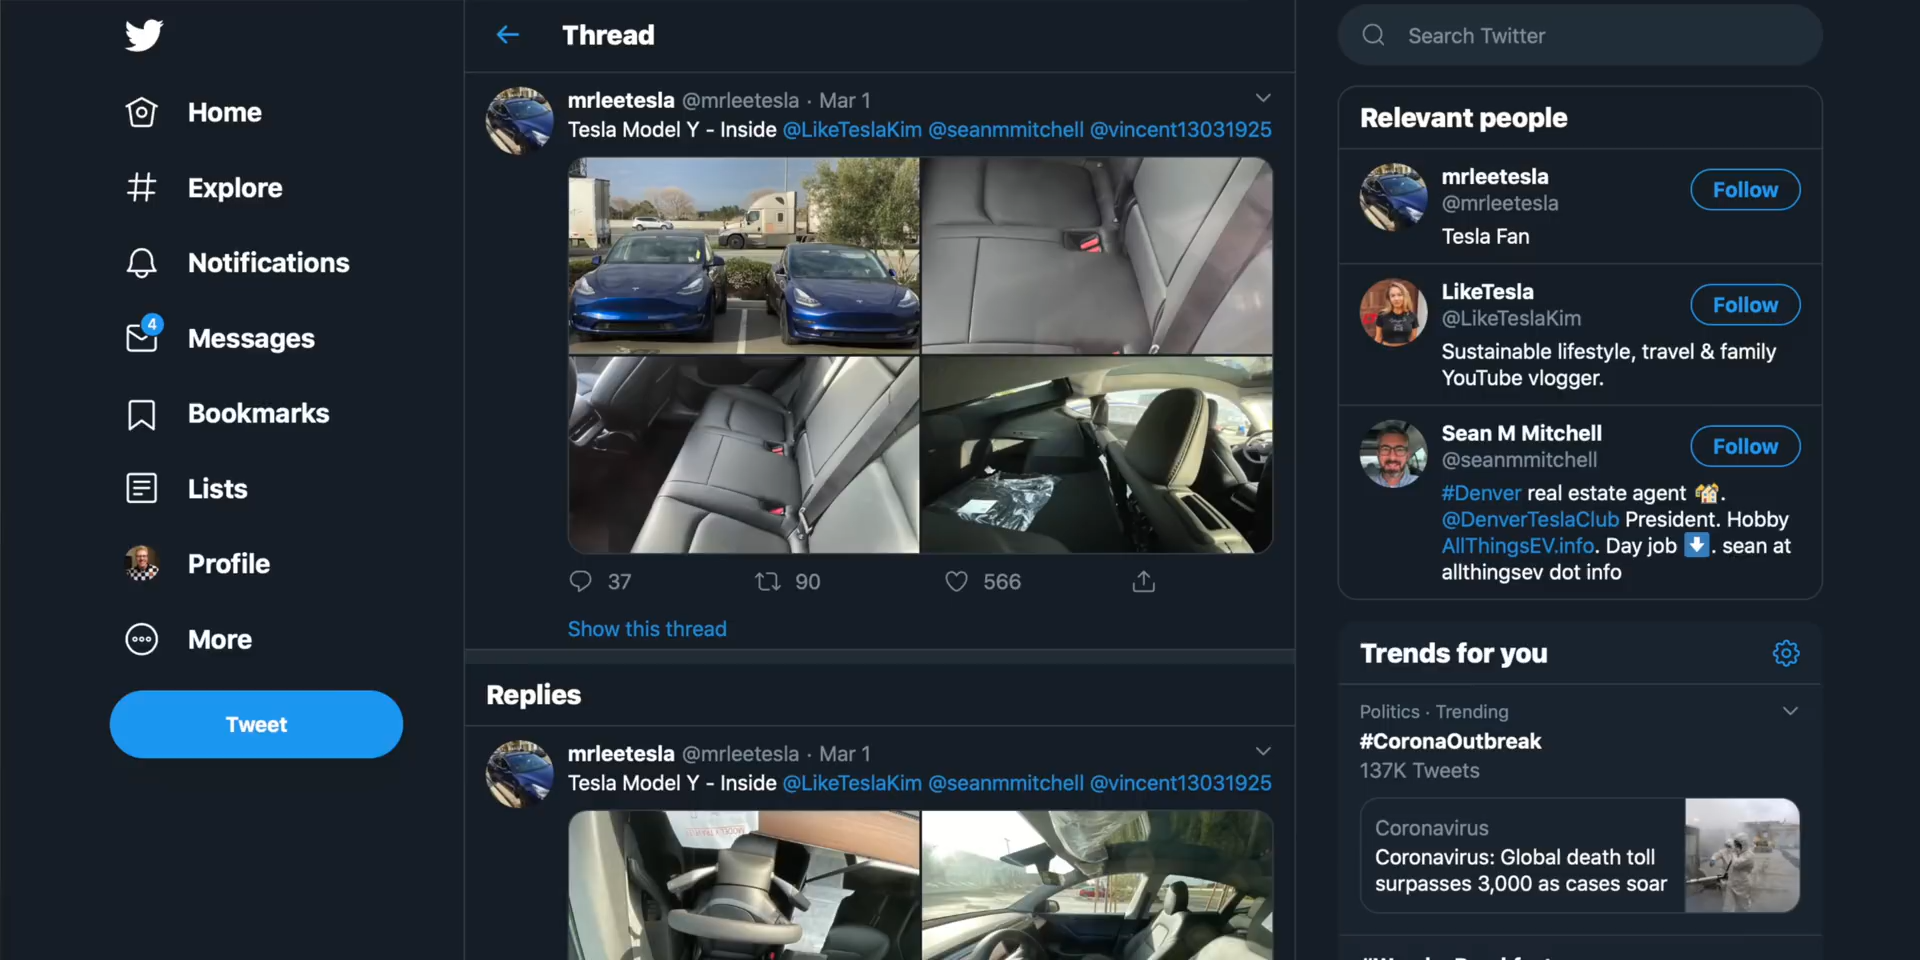 Home
Explore
Notifications
4
Messages
Bookmarks
Lists
Profile
More
Tweet
Thread
mrleetesla @mrleetesla · Mar 1
Tesla Model Y - Inside @LikeTeslaKim @seanmmitchell @vincent13031925
37 90 566
Show this thread
Replies
mrleetesla @mrleetesla · Mar 1
Tesla Model Y - Inside @LikeTeslaKim @seanmmitchell @vincent13031925
Search Twitter
Relevant people
mrleetesla
@mrleetesla
Follow
Tesla Fan
LikeTesla
@LikeTeslaKim
Follow
Sustainable lifestyle, travel & family
YouTube vlogger.
Sean M Mitchell
@seanmmitchell
Follow
#Denver real estate agent 🏘️.
@DenverTeslaClub President. Hobby
AllThingsEV.info. Day job ⬇️. sean at
allthingsev dot info
Trends for you
Politics · Trending
#CoronaOutbreak
137K Tweets
Coronavirus
Coronavirus: Global death toll
surpasses 3,000 as cases soar